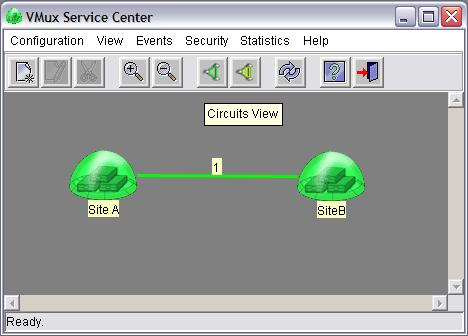 VMux Service Center
Configuration View Events Security Statistics Help
Circuits View
1
Site A
SiteB
Ready.